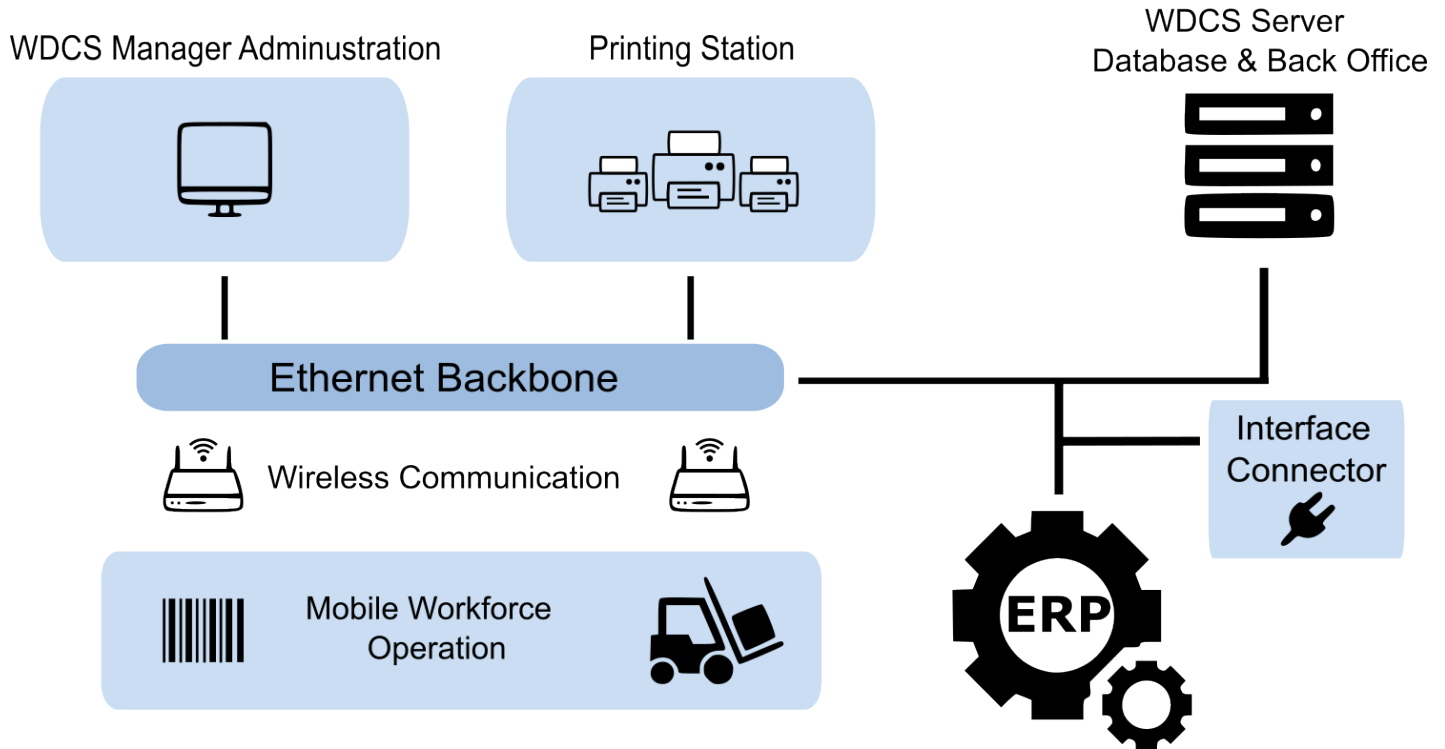 WDCS Manager Adminustration
Printing Station
WDCS Server
Database & Back Office
Ethernet Backbone
Wireless Communication
Interface
Connector
Mobile Workforce
Operation
ERP